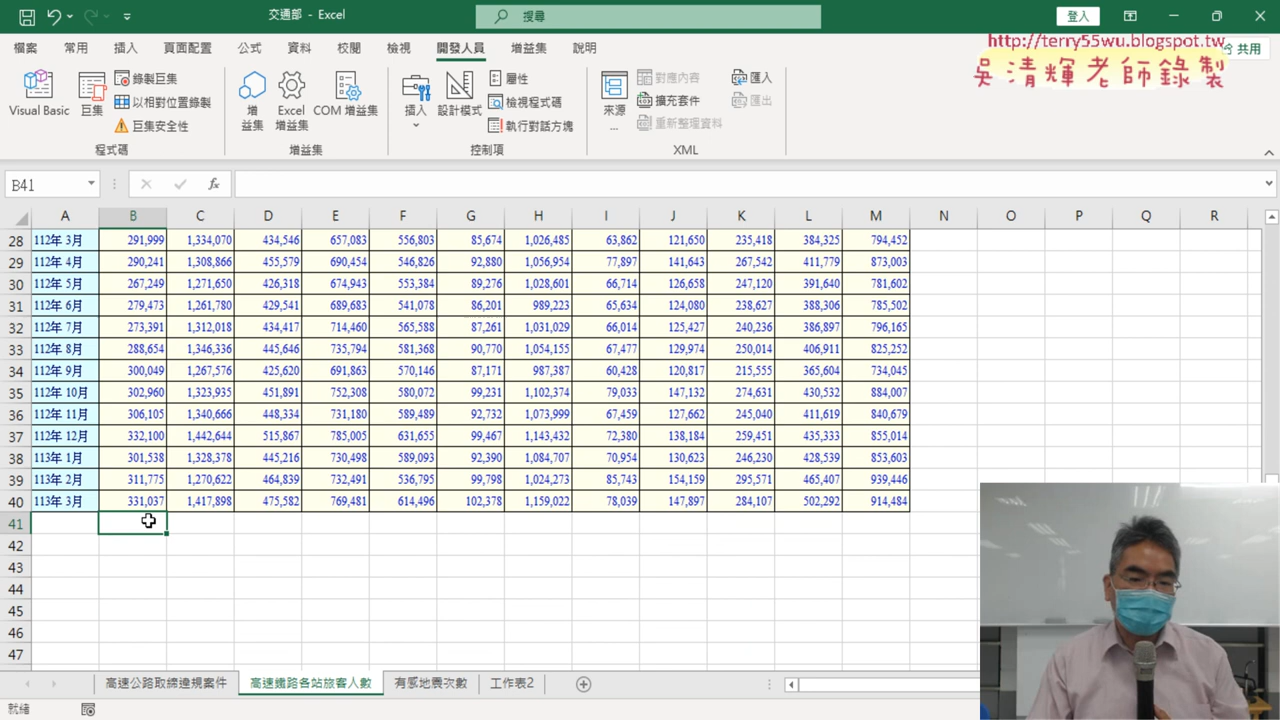 交通部 - Excel
搜尋
登入
http://terry55wu.blogspot.tw
吳清輝老師錄製
共用
檔案 常用 插入 頁面配置 公式 資料 校閱 檢視 開發人員 增益集 說明
Visual Basic 巨集 錄製巨集 以相對位置錄製 巨集安全性
增益集 Excel 增益集 COM 增益集
插入 設計模式 屬性 檢視程式碼 執行對話方塊
來源... 對應內容 擴充套件 重新整理資料 匯入 匯出
程式碼 增益集 控制項 XML
B41 fx
A B C D E F G H I J K L M N O P Q R
28 112年 3月 291,999 1,334,070 434,546 657,083 556,803 85,674 1,026,485 63,862 121,650 235,418 384,325 794,452
29 112年 4月 290,241 1,308,866 455,579 690,454 546,826 92,880 1,056,954 77,897 141,643 267,542 411,779 873,003
30 112年 5月 267,249 1,271,650 426,318 674,943 553,384 89,276 1,028,601 66,714 126,658 247,120 391,640 781,602
31 112年 6月 279,473 1,261,780 429,541 689,683 541,078 86,201 989,223 65,634 124,080 238,627 388,306 785,502
32 112年 7月 273,391 1,312,018 434,417 714,460 565,588 87,261 1,031,029 66,014 125,427 240,236 386,897 796,165
33 112年 8月 288,654 1,346,336 445,646 735,794 581,368 90,770 1,054,155 67,477 129,974 250,014 406,911 825,252
34 112年 9月 300,049 1,267,576 425,620 691,863 570,146 87,171 987,387 60,428 120,817 215,555 365,604 734,045
35 112年 10月 302,960 1,323,935 451,891 752,308 580,072 99,231 1,102,374 79,033 147,132 274,631 430,532 884,007
36 112年 11月 306,105 1,340,666 448,334 731,180 589,489 92,732 1,073,999 67,459 127,662 245,040 411,619 840,679
37 112年 12月 332,100 1,442,644 515,867 785,005 631,655 99,467 1,143,432 72,380 138,184 259,451 435,333 855,014
38 113年 1月 301,538 1,328,378 445,216 730,498 589,093 92,390 1,084,707 70,954 130,623 246,230 428,539 853,603
39 113年 2月 311,775 1,270,622 464,839 732,491 536,795 99,798 1,024,273 85,743 154,159 295,571 465,407 939,446
40 113年 3月 331,037 1,417,898 475,582 769,481 614,496 102,378 1,159,022 78,039 147,897 284,107 502,292 914,484
41
42
43
44
45
46
47
高速公路取締違規案件 高速鐵路各站旅客人數 有感地震次數 工作表2
就緒